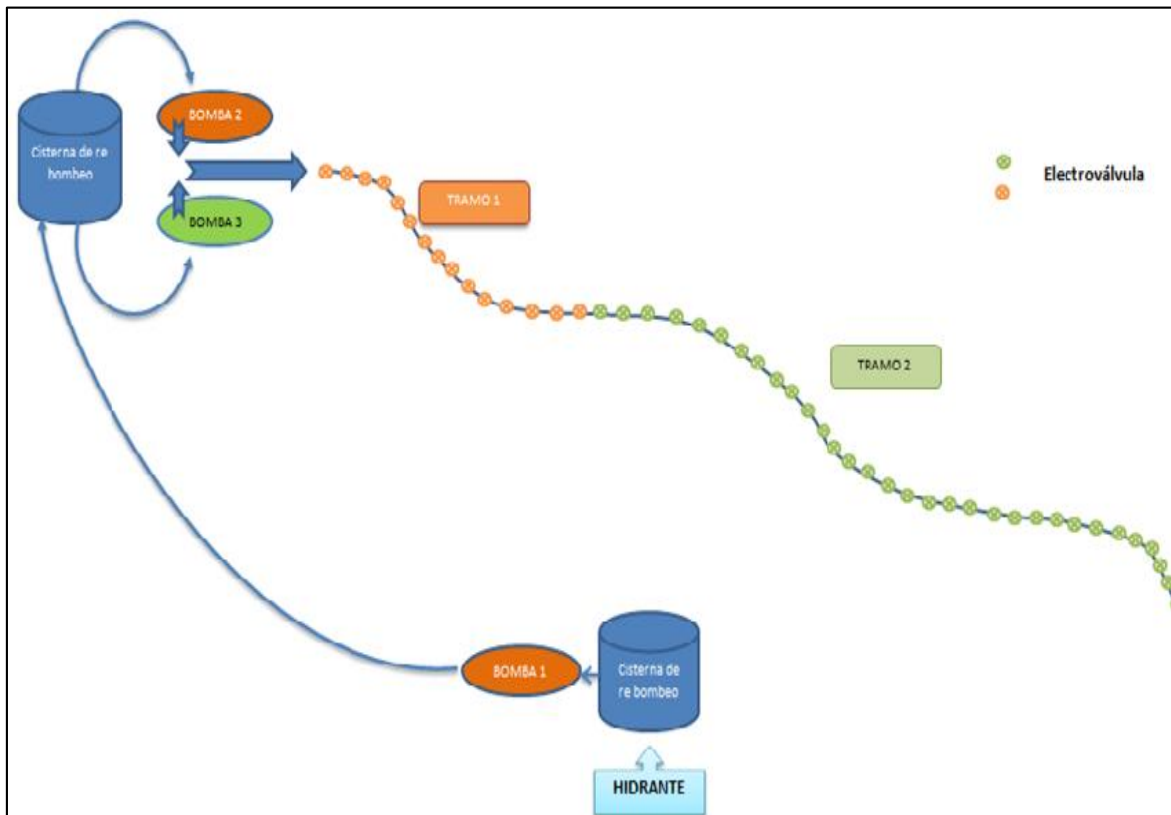 BOMBA 2
Cisterna de re
bombeo
BOMBA 3
Electroválvula
TRAMO 1
TRAMO 2
BOMBA 1
Cisterna de
re bombeo
HIDRANTE